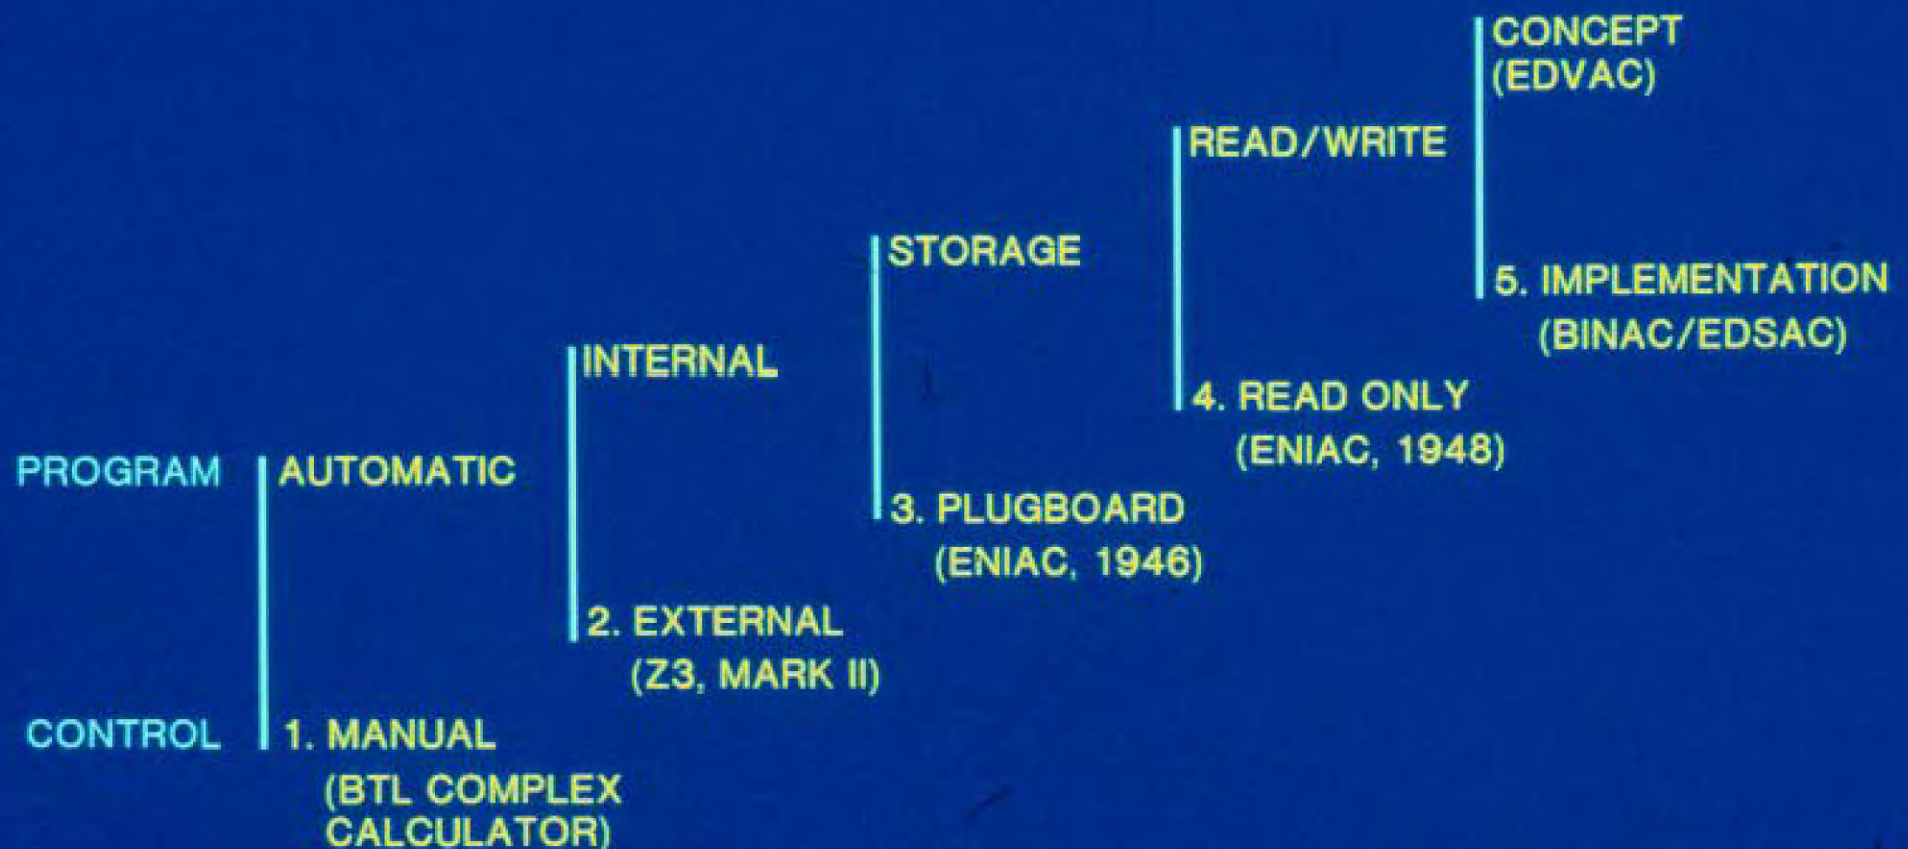 CONCEPT
(EDVAC)
READ/WRITE
STORAGE
5. IMPLEMENTATION
(BINAC/EDSAC)
INTERNAL
4. READ ONLY
(ENIAC, 1948)
PROGRAM AUTOMATIC
3. PLUGBOARD
(ENIAC, 1946)
2. EXTERNAL
(Z3, MARK II)
CONTROL 1. MANUAL
(BTL COMPLEX
CALCULATOR)